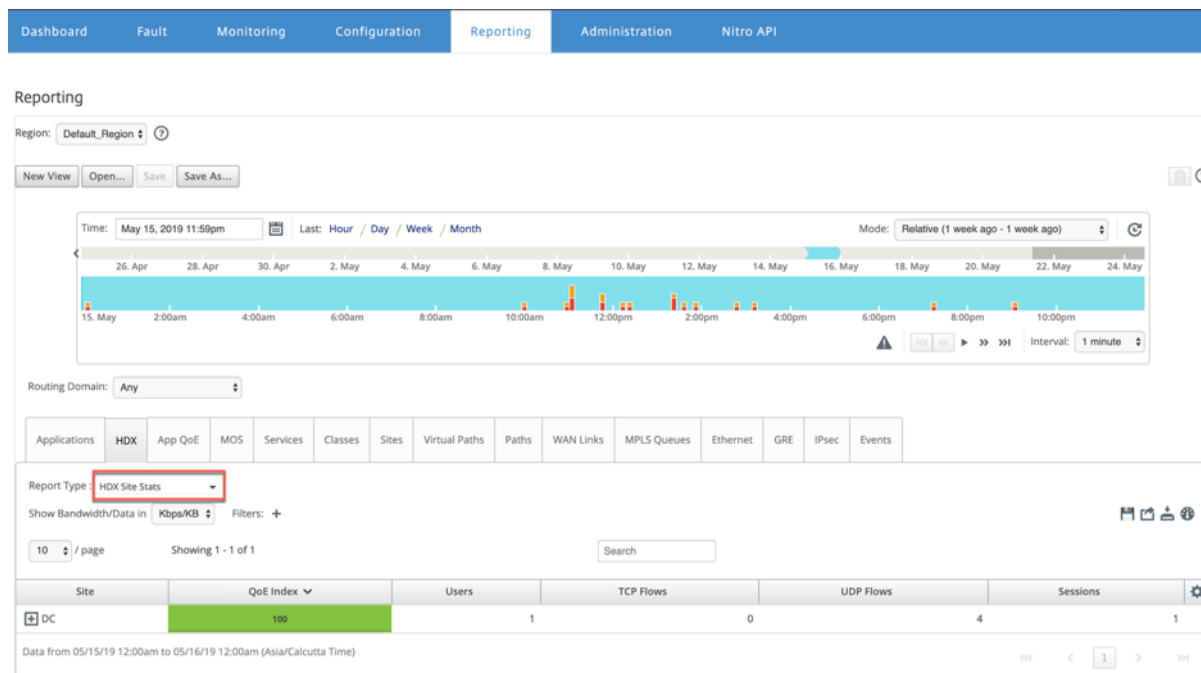 Dashboard Fault Monitoring Configuration Reporting Administration Nitro API
Reporting
Region: Default_Region
New View Open... Save Save As...
Time: May 15, 2019 11:59pm Last: Hour / Day / Week / Month Mode: Relative (1 week ago - 1 week ago)
26. Apr 28. Apr 30. Apr 2. May 4. May 6. May 8. May 10. May 12. May 14. May 16. May 18. May 20. May 22. May 24. May
15. May 2:00am 4:00am 6:00am 8:00am 10:00am 12:00pm 2:00pm 4:00pm 6:00pm 8:00pm 10:00pm
Interval: 1 minute
Routing Domain: Any
Applications HDX App QoE MOS Services Classes Sites Virtual Paths Paths WAN Links MPLS Queues Ethernet GRE IPsec Events
Report Type : HDX Site Stats
Show Bandwidth/Data in Kbps/KB Filters: +
10 / page Showing 1 - 1 of 1 Search
Site QoE Index Users TCP Flows UDP Flows Sessions
DC 100 1 0 4 1
Data from 05/15/19 12:00am to 05/16/19 12:00am (Asia/Calcutta Time) 1